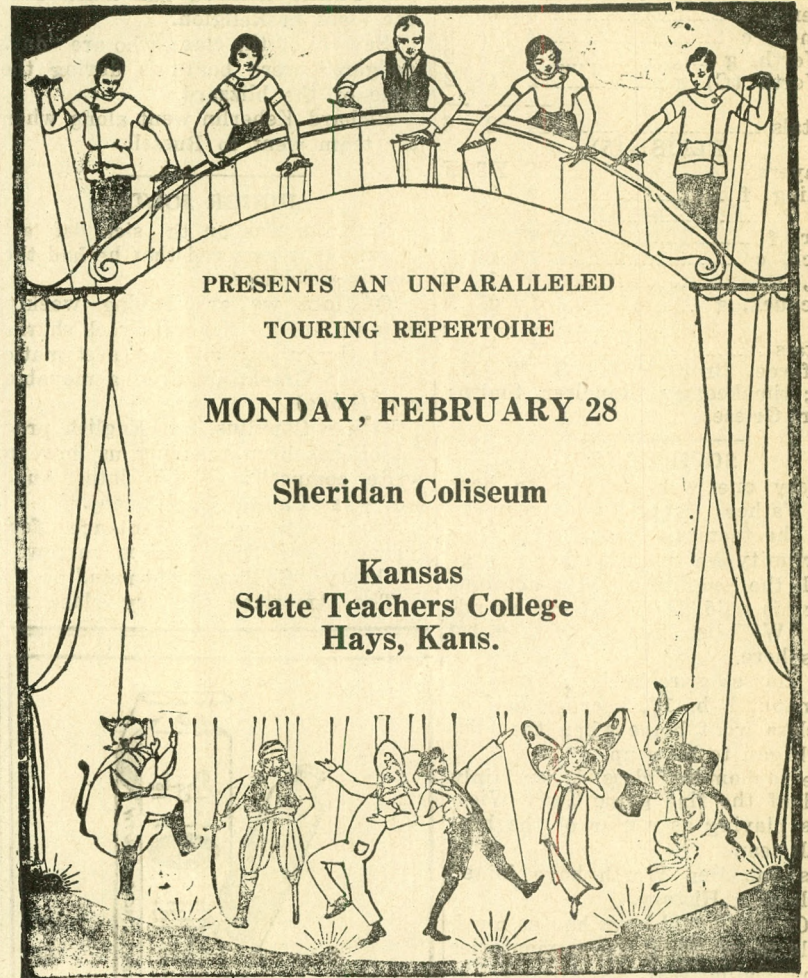 PRESENTS AN UNPARALLELED
TOURING REPERTOIRE
MONDAY, FEBRUARY 28
Sheridan Coliseum
Kansas
State Teachers College
Hays, Kans.